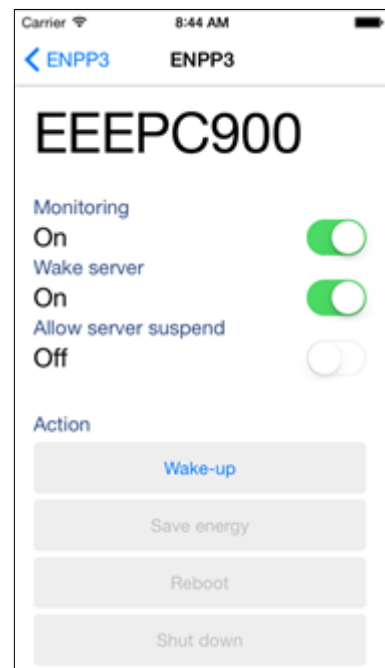 Carrier 8:44 AM
ENPP3 ENPP3
EEEPC900
Monitoring
On
Wake server
On
Allow server suspend
Off
Action
Wake-up
Save energy
Reboot
Shut down